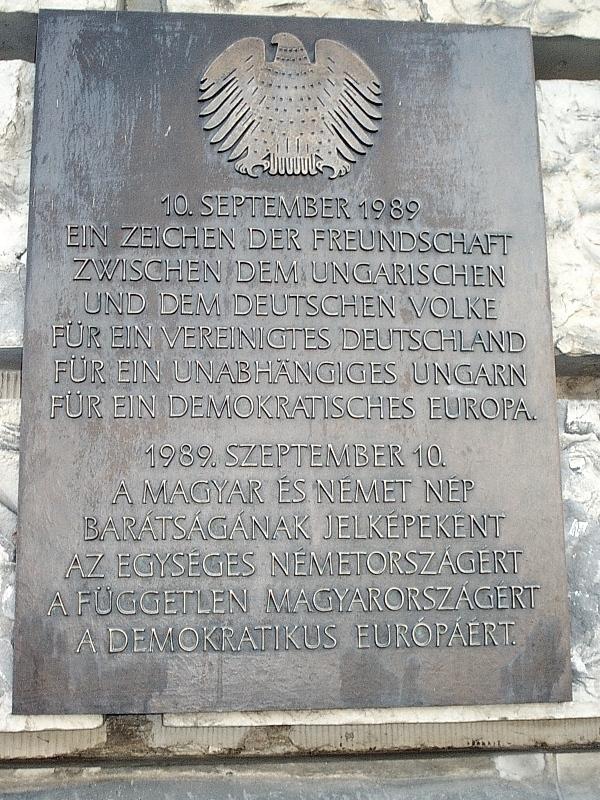 10. SEPTEMBER 1989
EIN ZEICHEN DER FREUNDSCHAFT
ZWISCHEN DEM UNGARISCHEN
UND DEM DEUTSCHEN VOLKE
FÜR EIN VEREINIGTES DEUTSCHLAND
FÜR EIN UNABHÄNGIGES UNGARN
FÜR EIN DEMOKRATISCHES EUROPA.
1989. SZEPTEMBER 10.
A MAGYAR ÉS NÉMET NÉP
BARÁTSÁGÁNAK JELKÉPEKÉNT
AZ EGYSÉGES NÉMETORSZÁGÉRT
A FÜGGETLEN MAGYARORSZÁGÉRT
A DEMOKRATIKUS EURÓPÁÉRT.